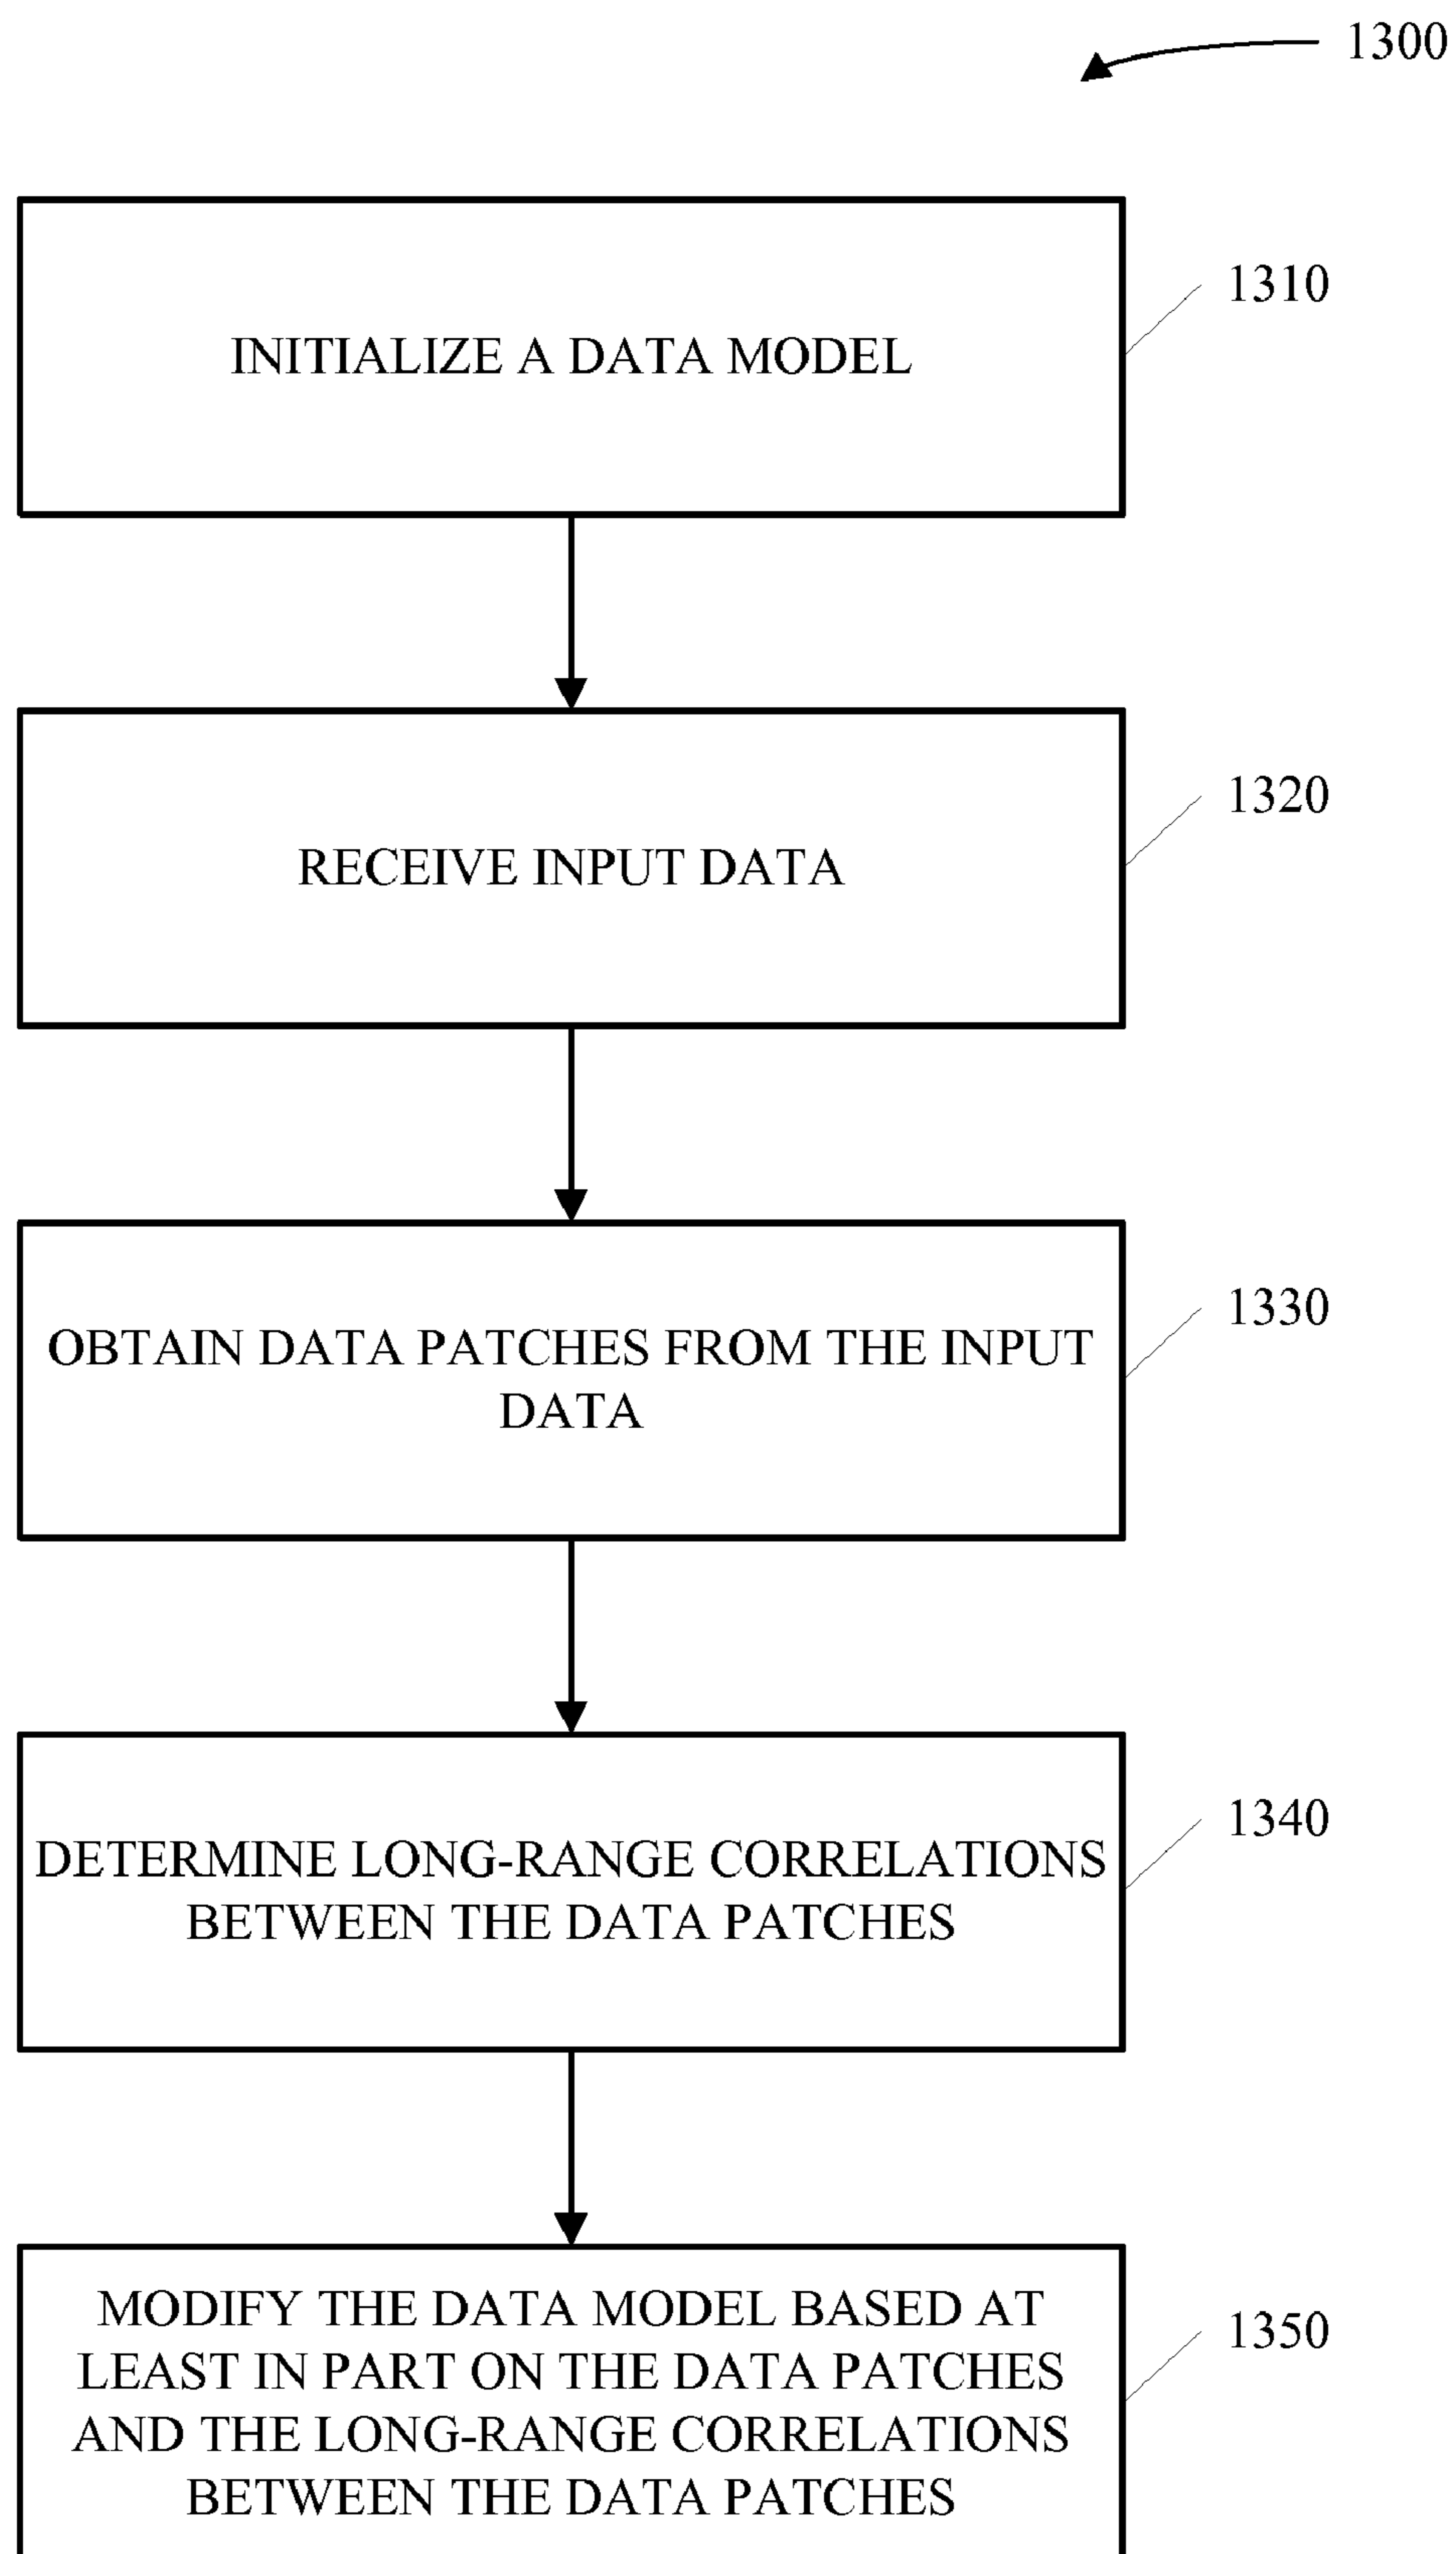 1300
INITIALIZE A DATA MODEL
1310
RECEIVE INPUT DATA
1320
OBTAIN DATA PATCHES FROM THE INPUT
DATA
1330
DETERMINE LONG-RANGE CORRELATIONS
BETWEEN THE DATA PATCHES
1340
MODIFY THE DATA MODEL BASED AT
LEAST IN PART ON THE DATA PATCHES
AND THE LONG-RANGE CORRELATIONS
BETWEEN THE DATA PATCHES
1350